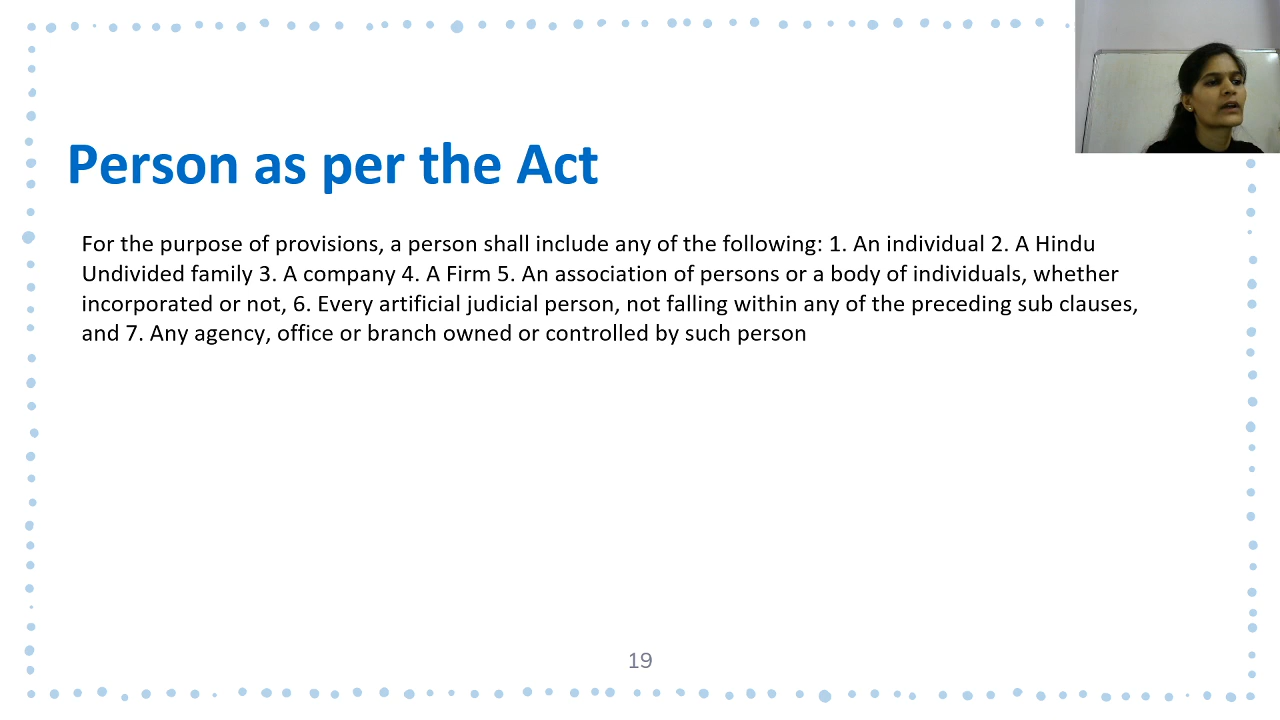 Person as per the Act
For the purpose of provisions, a person shall include any of the following: 1. An individual 2. A Hindu
Undivided family 3. A company 4. A Firm 5. An association of persons or a body of individuals, whether
incorporated or not, 6. Every artificial judicial person, not falling within any of the preceding sub clauses,
and 7. Any agency, office or branch owned or controlled by such person
19